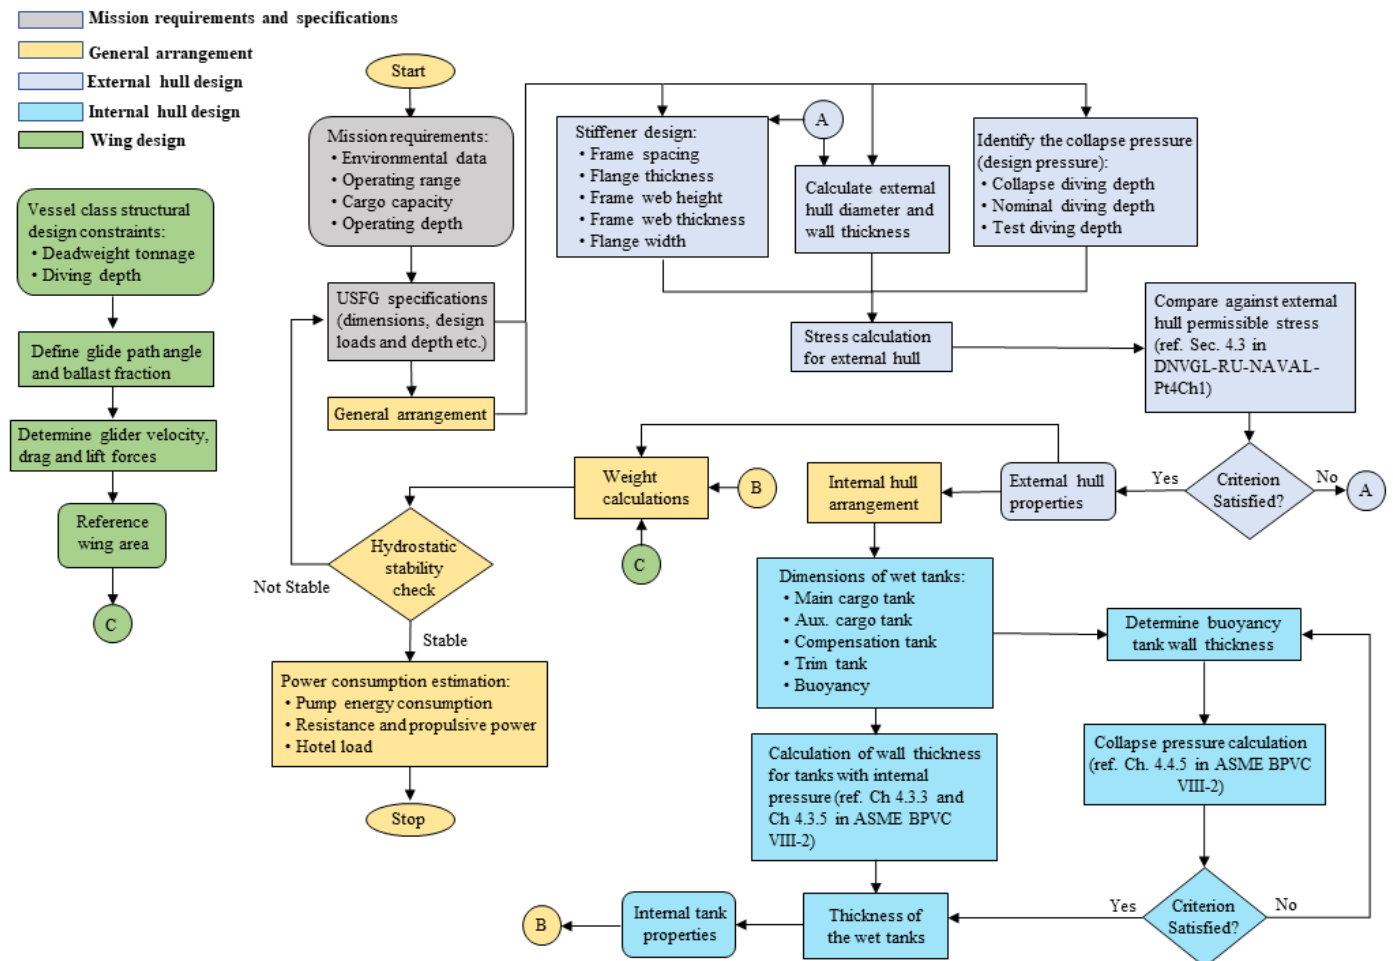 Mission requirements and specifications
General arrangement
External hull design
Internal hull design
Wing design
Vessel class structural
design constraints:
• Deadweight tonnage
• Diving depth
Define glide path angle
and ballast fraction
Determine glider velocity,
drag and lift forces
Reference
wing area
C
Start
Mission requirements:
• Environmental data
• Operating range
• Cargo capacity
• Operating depth
USFG specifications
(dimensions, design
loads and depth etc.)
General arrangement
Stiffener design:
• Frame spacing
• Flange thickness
• Frame web height
• Frame web thickness
• Flange width
A
Calculate external
hull diameter and
wall thickness
Identify the collapse pressure
(design pressure):
• Collapse diving depth
• Nominal diving depth
• Test diving depth
Stress calculation
for external hull
Compare against external
hull permissible stress
(ref. Sec. 4.3 in
DNVGL-RU-NAVAL-
Pt4Ch1)
Criterion
Satisfied?
Yes
No
A
External hull
properties
Internal hull
arrangement
Weight
calculations
B
C
Hydrostatic
stability
check
Not Stable
Stable
Power consumption estimation:
• Pump energy consumption
• Resistance and propulsive power
• Hotel load
Stop
Dimensions of wet tanks:
• Main cargo tank
• Aux. cargo tank
• Compensation tank
• Trim tank
• Buoyancy
Determine buoyancy
tank wall thickness
Calculation of wall thickness
for tanks with internal
pressure (ref. Ch 4.3.3 and
Ch 4.3.5 in ASME BPVC
VIII-2)
Collapse pressure calculation
(ref. Ch. 4.4.5 in ASME BPVC
VIII-2)
Criterion
Satisfied?
Yes
No
Thickness of
the wet tanks
Internal tank
properties
B